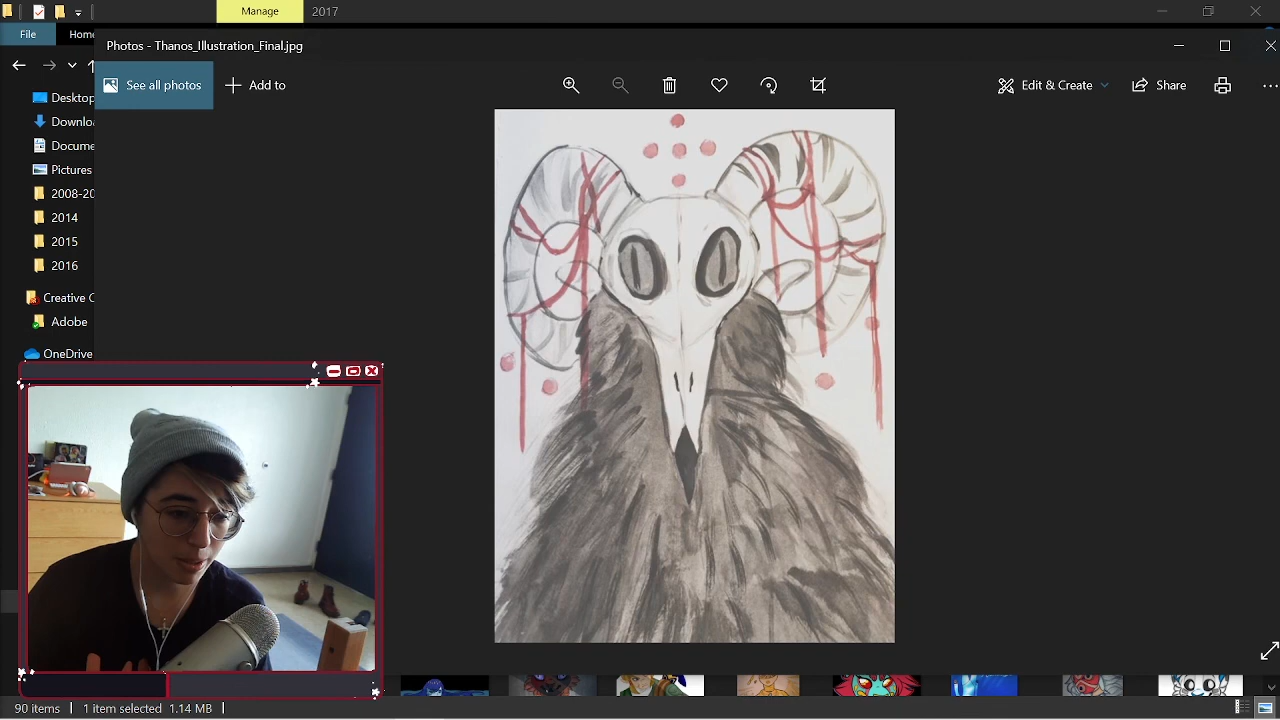 Manage
2017
File
Home
Photos - Thanos_Illustration_Final.jpg
See all photos
Add to
Edit & Create
Share
Desktop
Downlo
Docume
Pictures
2008-20
2014
2015
2016
Creative C
Adobe
OneDrive
90 items
1 item selected
1.14 MB